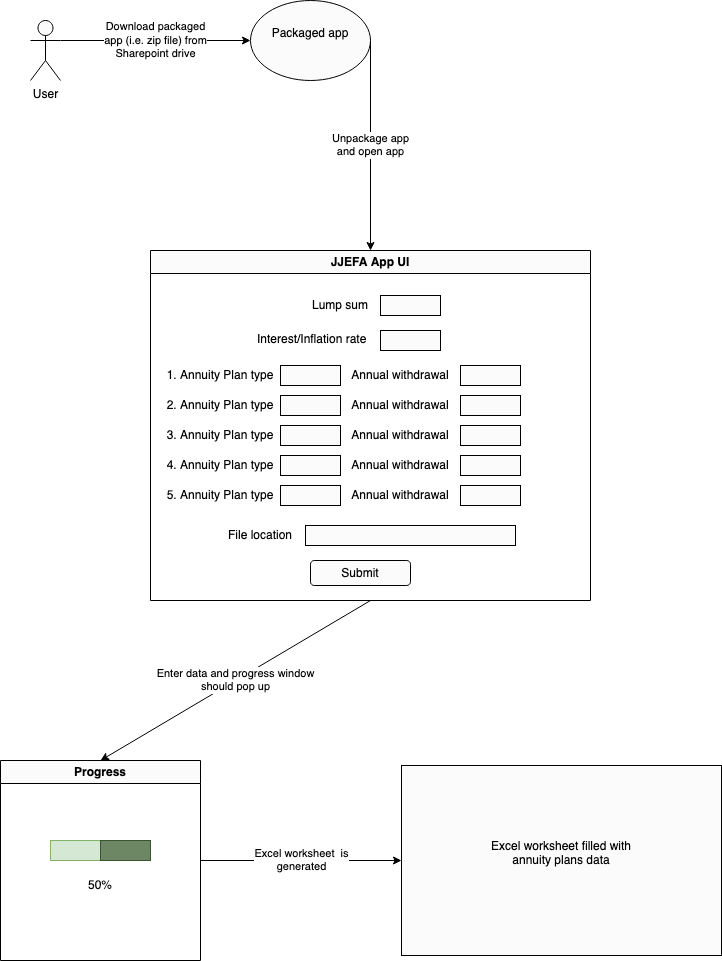 Download packaged
app (i.e. zip file) from
Sharepoint drive
Packaged app
User
Unpackage app
and open app
JJEFA App UI
Lump sum
Interest/Inflation rate
1. Annuity Plan type Annual withdrawal
2. Annuity Plan type Annual withdrawal
3. Annuity Plan type Annual withdrawal
4. Annuity Plan type Annual withdrawal
5. Annuity Plan type Annual withdrawal
File location
Submit
Enter data and progress window
should pop up
Progress
50%
Excel worksheet is
generated
Excel worksheet filled with
annuity plans data